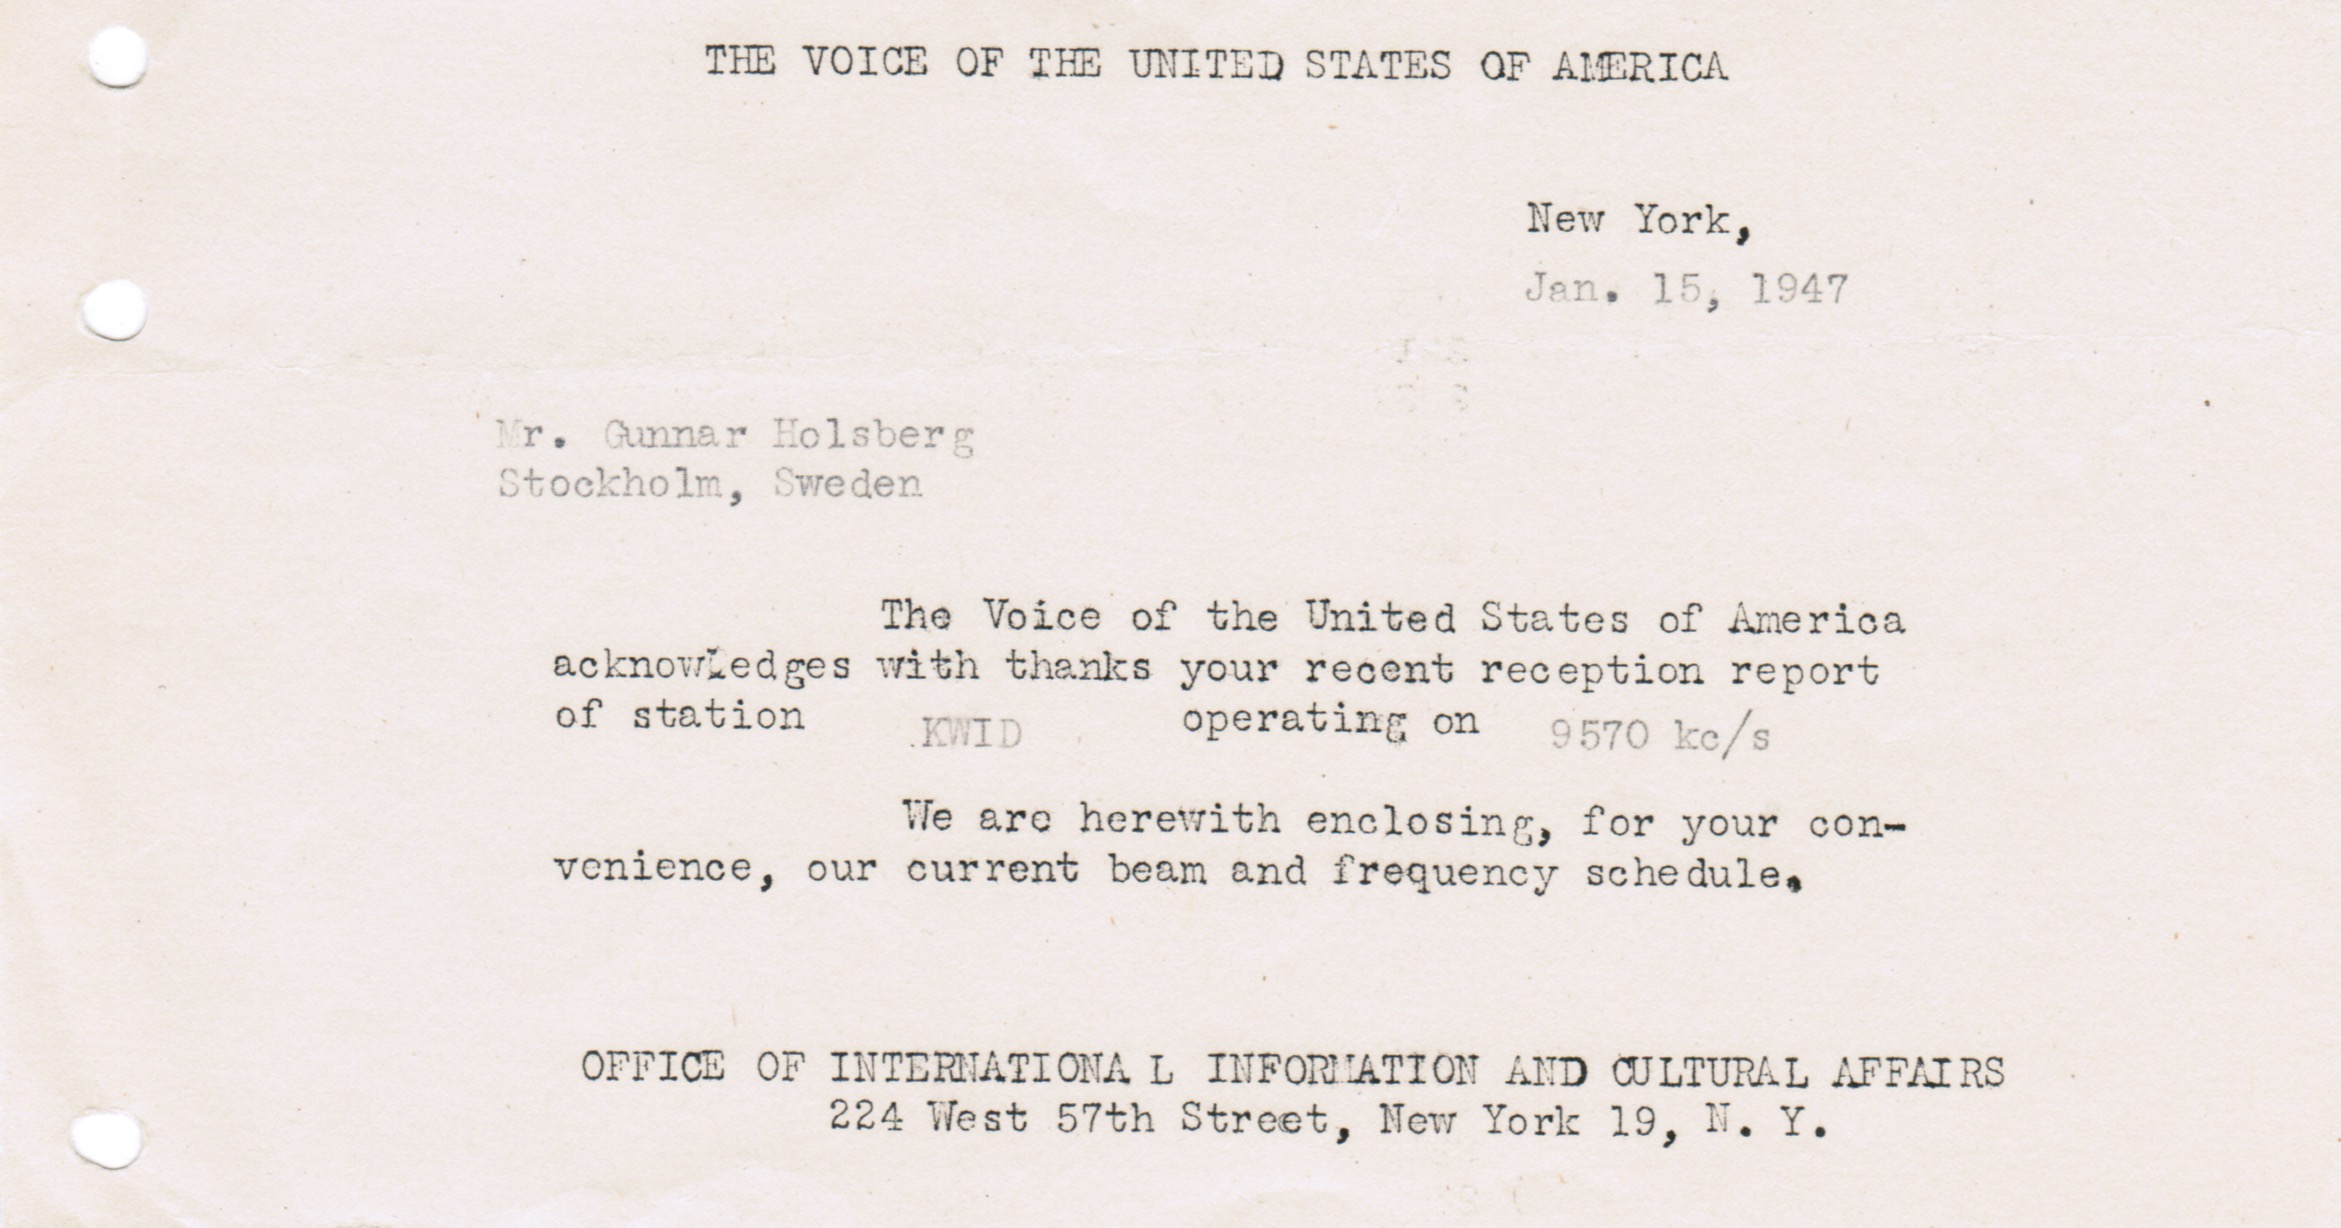 THE VOICE OF THE UNITED STATES OF AMERICA
New York,
Jan. 15, 1947
Mr. Gunnar Holsberg
Stockholm, Sweden
The Voice of the United States of America
acknowledges with thanks your recent reception report
of station KWID operating on 9570 kc/s
We are herewith enclosing, for your con-
venience, our current beam and frequency schedule.
OFFICE OF INTERNATIONAL INFORMATION AND CULTURAL AFFAIRS
224 West 57th Street, New York 19, N. Y.